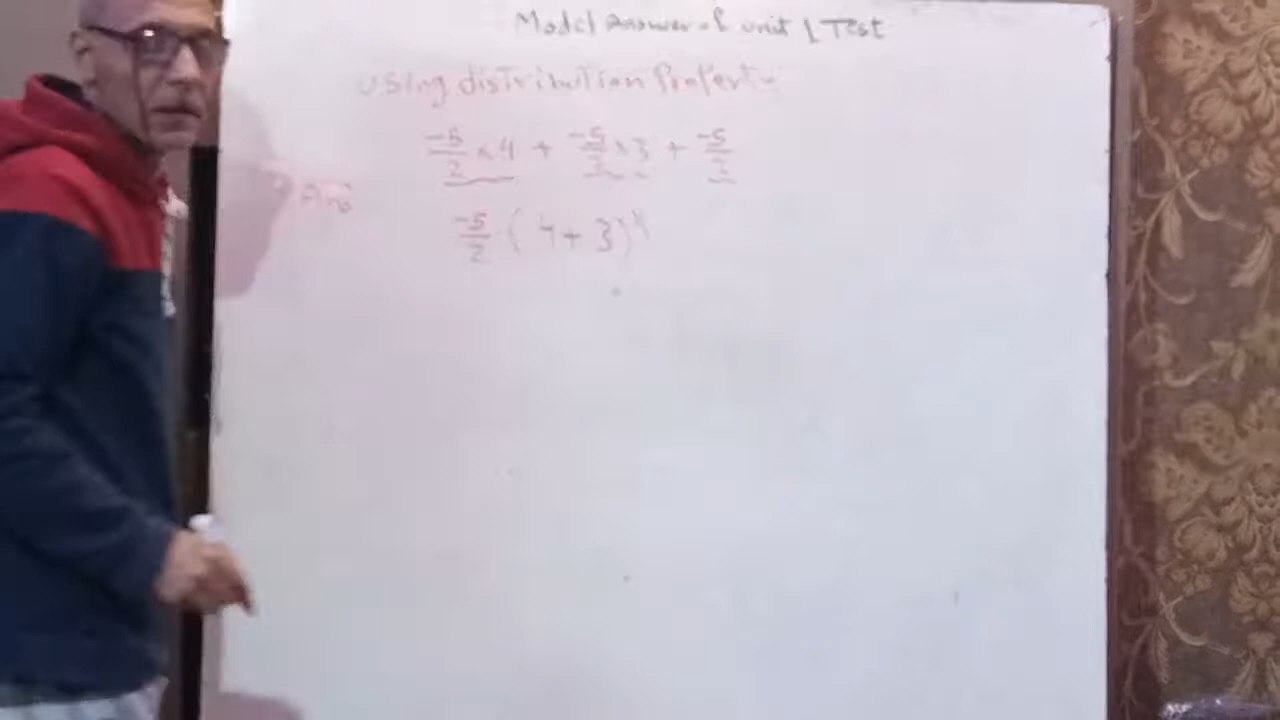 Model Answer of unit 1 Test
Using distribution Property
-5/2 × 4 + -5/2 × 3 + -5/2
Ans
-5/2 ( 4 + 3 )